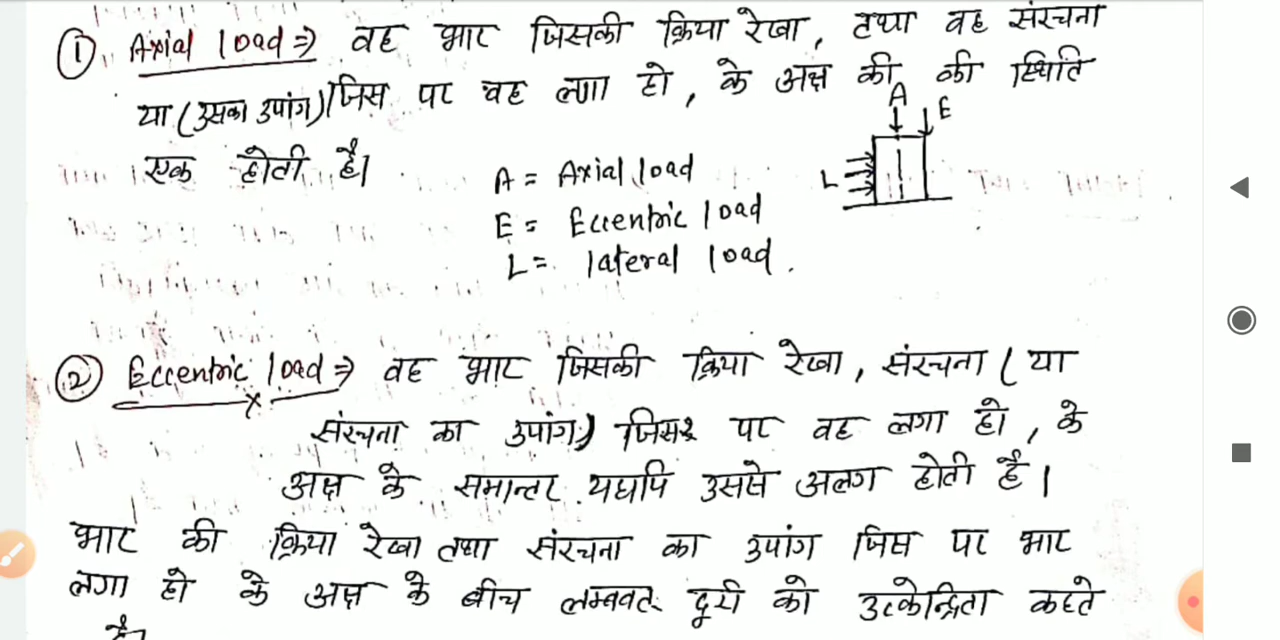 ① Axial load ⇒ वह भार जिसकी क्रिया रेखा, तथा वह संरचना
या (उसका उपांग) जिस पर वह लगा हो, के अक्ष की की स्थिति
एक होती है।
A
E
L
A = Axial load
E = Eccentric load
L = lateral load.
② Eccentric load ⇒ वह भार जिसकी क्रिया रेखा, संरचना (या
संरचना का उपांग) जिस पर वह लगा हो, के
अक्ष के समान्तर यद्यपि उससे अलग होती है।
भार की क्रिया रेखा तथा संरचना का उपांग जिस पर भार
लगा हो के अक्ष के बीच लम्बवत दूरी को उत्केन्द्रिता कहते
है।